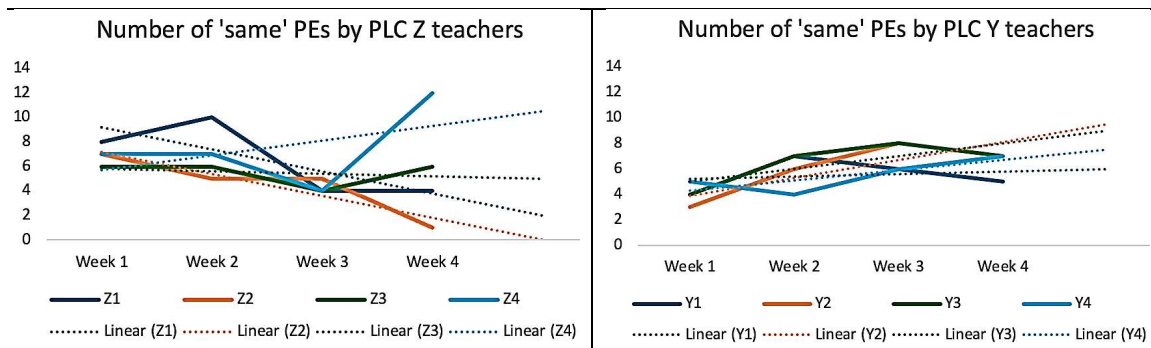 Number of 'same' PEs by PLC Z teachers
14
12
10
8
6
4
2
0
Week 1 Week 2 Week 3 Week 4
Z1 Z2 Z3 Z4
Linear (Z1) Linear (Z2) Linear (Z3) Linear (Z4)
Number of 'same' PEs by PLC Y teachers
14
12
10
8
6
4
2
0
Week 1 Week 2 Week 3 Week 4
Y1 Y2 Y3 Y4
Linear (Y1) Linear (Y2) Linear (Y3) Linear (Y4)